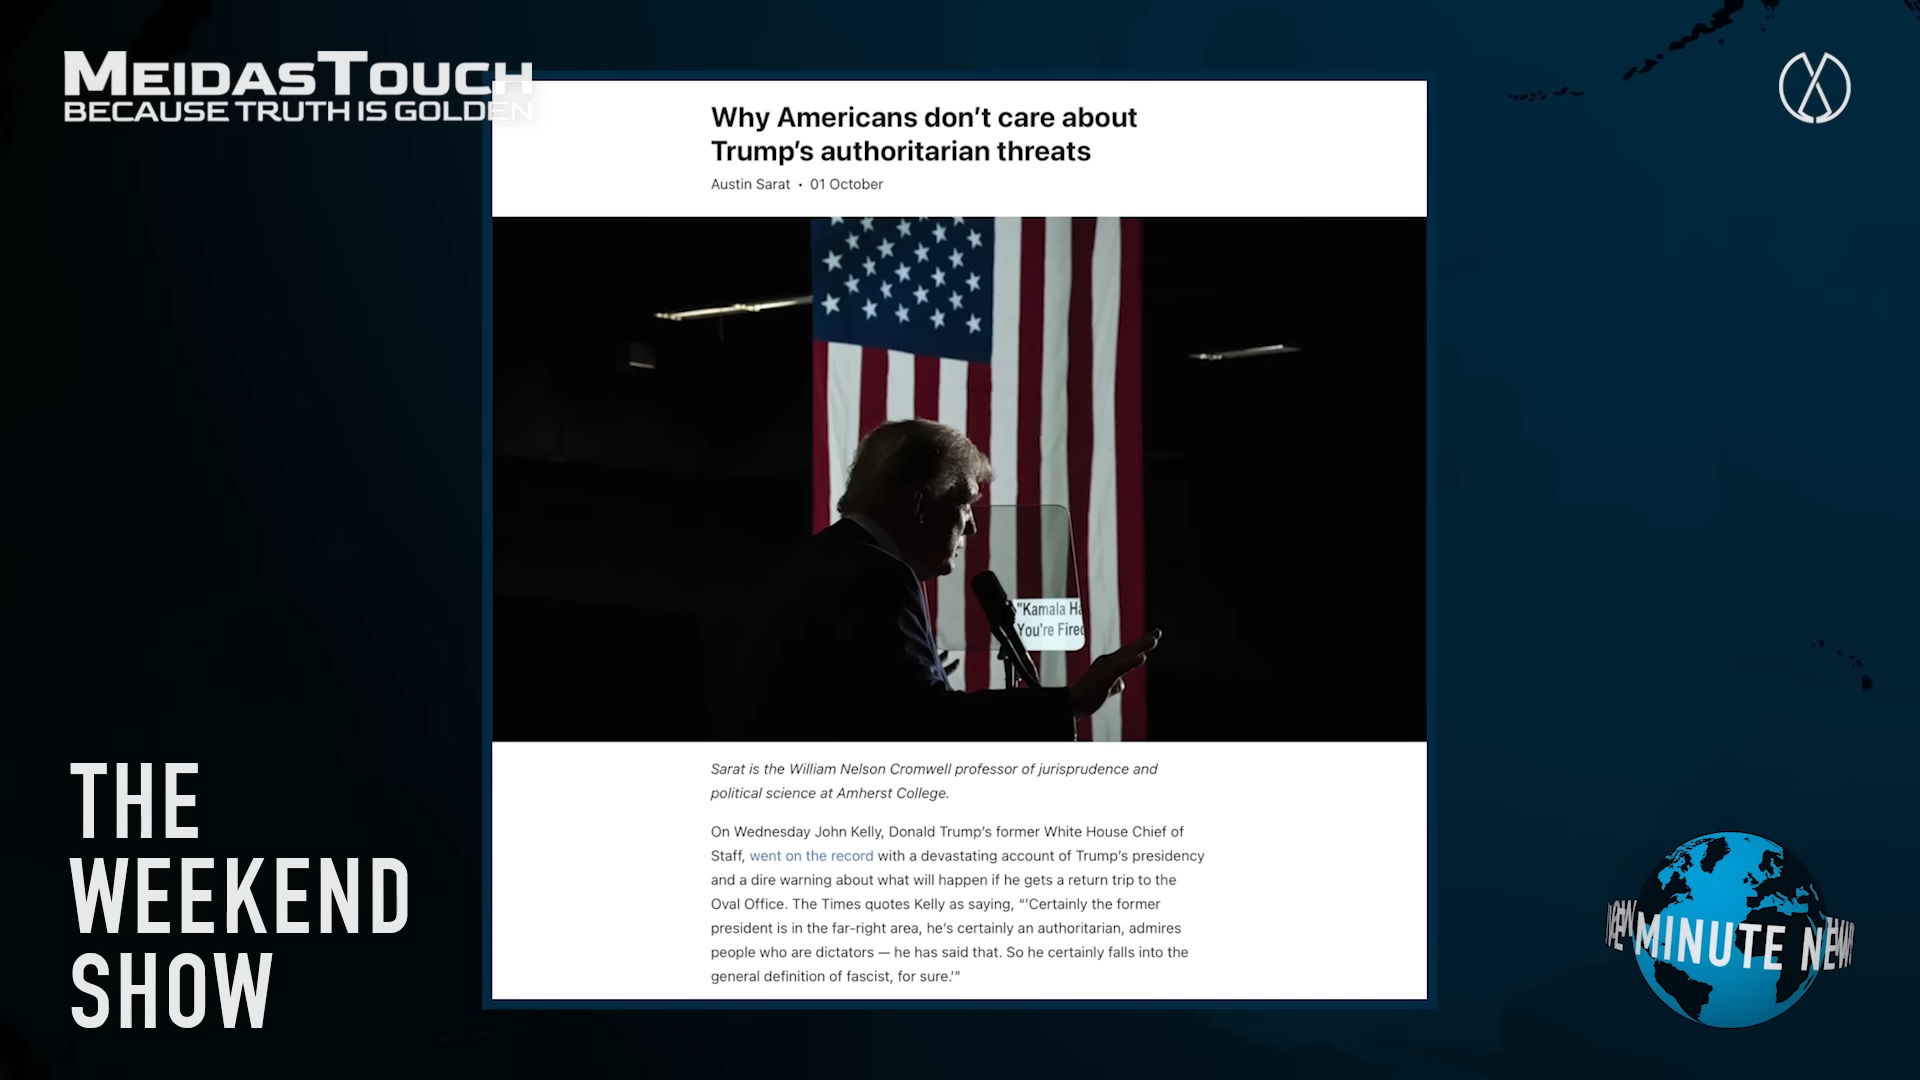 MEIDASTOUCH
BECAUSE TRUTH IS GOLDEN
Why Americans don’t care about
Trump’s authoritarian threats
Austin Sarat • 01 October
"Kamala Ha
You're Fired
Sarat is the William Nelson Cromwell professor of jurisprudence and
political science at Amherst College.
On Wednesday John Kelly, Donald Trump’s former White House Chief of
Staff, went on the record with a devastating account of Trump’s presidency
and a dire warning about what will happen if he gets a return trip to the
Oval Office. The Times quotes Kelly as saying, “‘Certainly the former
president is in the far-right area, he’s certainly an authoritarian, admires
people who are dictators — he has said that. So he certainly falls into the
general definition of fascist, for sure.’”
THE
WEEKEND
SHOW
MINUTE NEWS